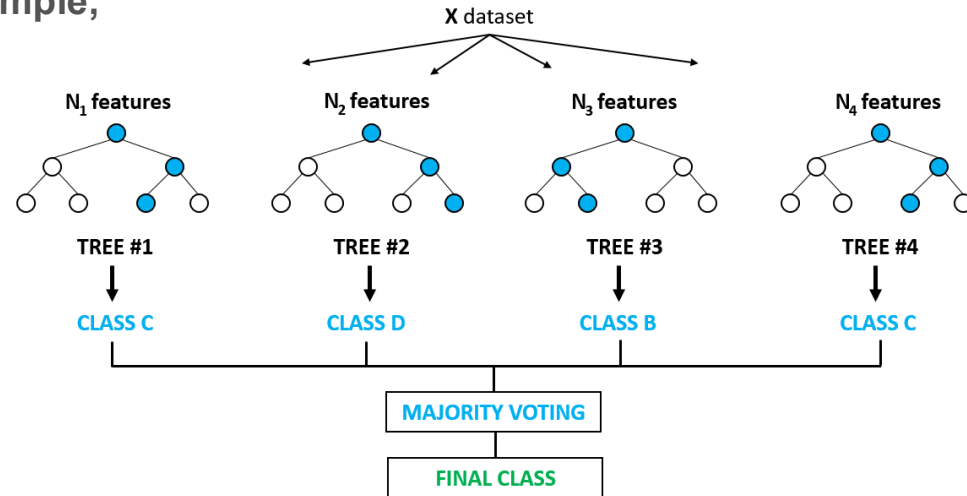 mple,
X dataset
N₁ features
N₂ features
N₃ features
N₄ features
TREE #1
TREE #2
TREE #3
TREE #4
CLASS C
CLASS D
CLASS B
CLASS C
MAJORITY VOTING
FINAL CLASS